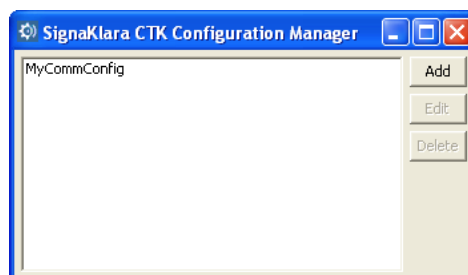 SignaKlara CTK Configuration Manager
MyCommConfig
Add
Edit
Delete